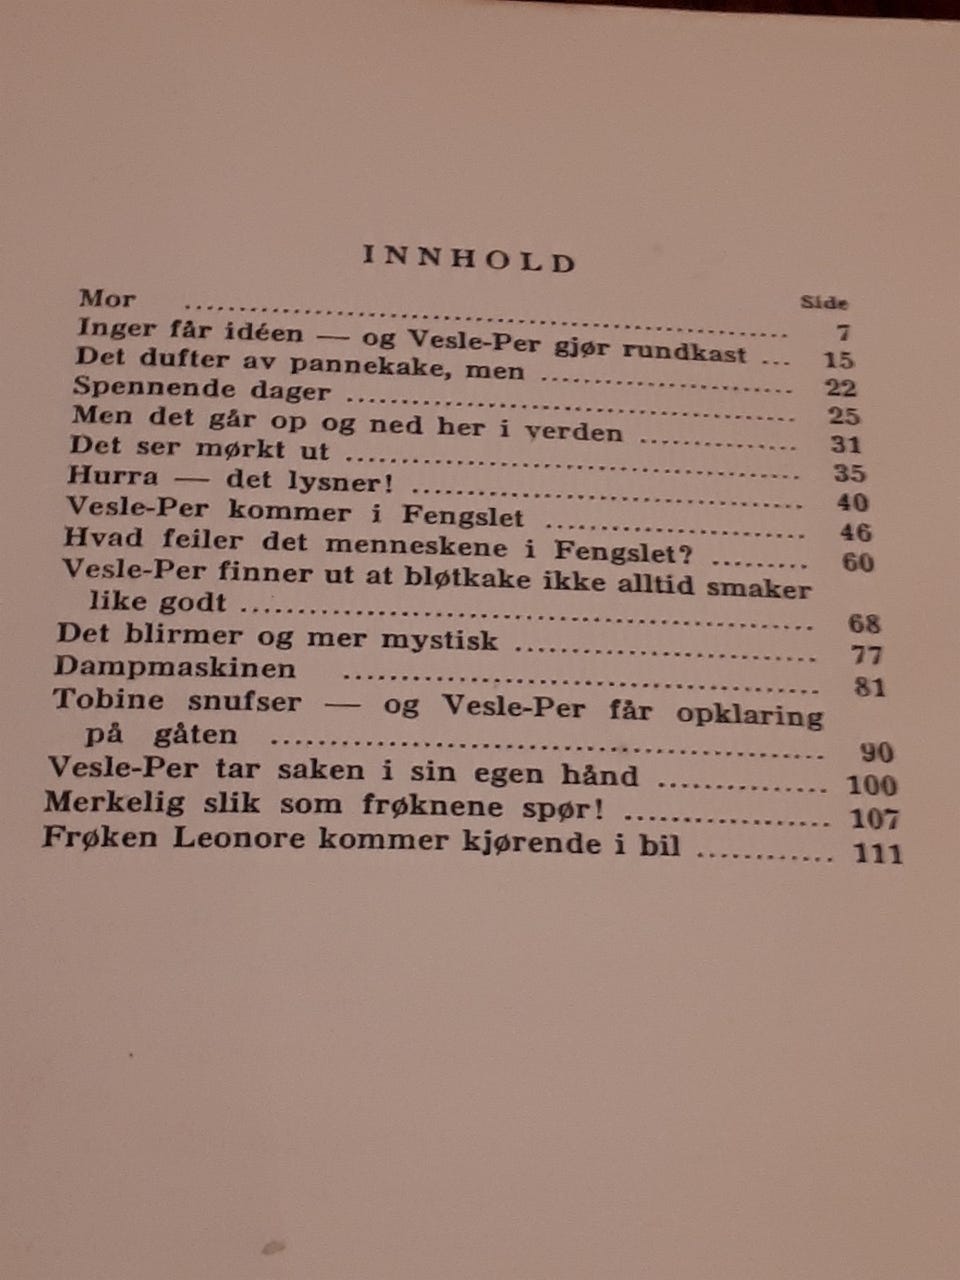 INNHOLD
Side
Mor .......... 7
Inger får idéen — og Vesle-Per gjør rundkast ... 15
Det dufter av pannekake, men .......... 22
Spennende dager .......... 25
Men det går op og ned her i verden .......... 31
Det ser mørkt ut .......... 35
Hurra — det lysner! .......... 40
Vesle-Per kommer i Fengslet .......... 46
Hvad feiler det menneskene i Fengslet? .......... 60
Vesle-Per finner ut at bløtkake ikke alltid smaker
like godt .......... 68
Det blirmer og mer mystisk .......... 77
Dampmaskinen .......... 81
Tobine snufser — og Vesle-Per får opklaring
på gåten .......... 90
Vesle-Per tar saken i sin egen hånd .......... 100
Merkelig slik som frøknene spør! .......... 107
Frøken Leonore kommer kjørende i bil .......... 111